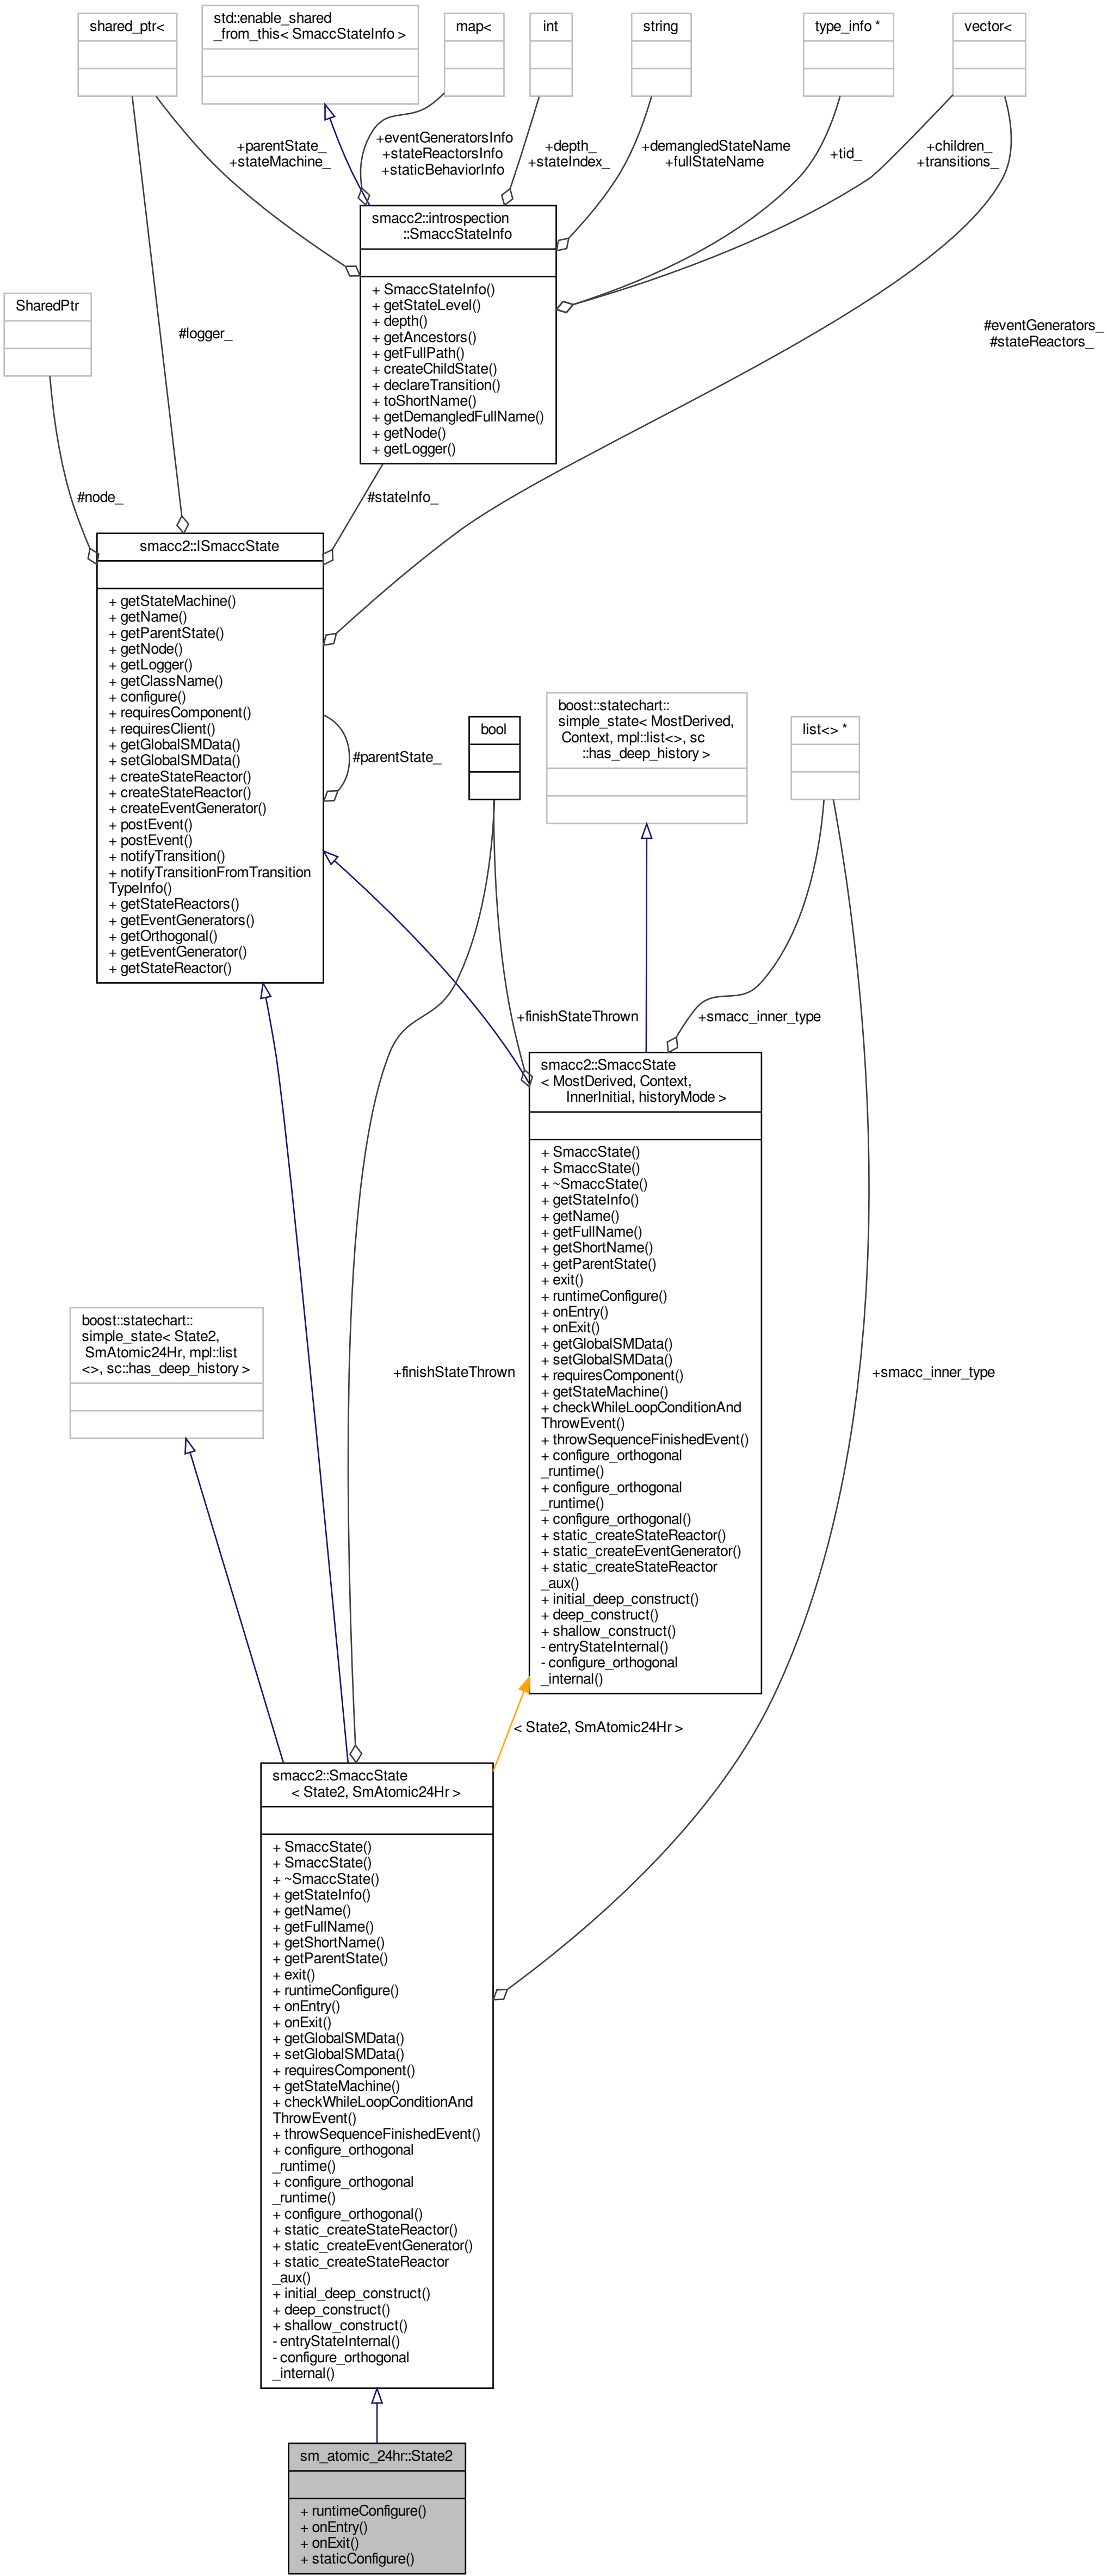 shared_ptr<
std::enable_shared
_from_this< SmaccStateInfo >
map<
int
string
type_info *
vector<
+parentState_
+stateMachine_
+eventGeneratorsInfo
+stateReactorsInfo
+staticBehaviorInfo
+depth_
+stateIndex_
+demangledStateName
+fullStateName
+tid_
+children_
+transitions_
smacc2::introspection
::SmaccStateInfo
+ SmaccStateInfo()
+ getStateLevel()
+ depth()
+ getAncestors()
+ getFullPath()
+ createChildState()
+ declareTransition()
+ toShortName()
+ getDemangledFullName()
+ getNode()
+ getLogger()
SharedPtr
#logger_
#eventGenerators_
#stateReactors_
#node_
#stateInfo_
smacc2::ISmaccState
+ getStateMachine()
+ getName()
+ getParentState()
+ getNode()
+ getLogger()
+ getClassName()
+ configure()
+ requiresComponent()
+ requiresClient()
+ getGlobalSMData()
+ setGlobalSMData()
+ createStateReactor()
+ createStateReactor()
+ createEventGenerator()
+ postEvent()
+ postEvent()
+ notifyTransition()
+ notifyTransitionFromTransition
TypeInfo()
+ getStateReactors()
+ getEventGenerators()
+ getOrthogonal()
+ getEventGenerator()
+ getStateReactor()
#parentState_
bool
boost::statechart::
simple_state< MostDerived,
Context, mpl::list<>, sc
::has_deep_history >
list<> *
+finishStateThrown
+smacc_inner_type
smacc2::SmaccState
< MostDerived, Context,
InnerInitial, historyMode >
+ SmaccState()
+ SmaccState()
+ ~SmaccState()
+ getStateInfo()
+ getName()
+ getFullName()
+ getShortName()
+ getParentState()
+ exit()
+ runtimeConfigure()
+ onEntry()
+ onExit()
+ getGlobalSMData()
+ setGlobalSMData()
+ requiresComponent()
+ getStateMachine()
+ checkWhileLoopConditionAnd
ThrowEvent()
+ throwSequenceFinishedEvent()
+ configure_orthogonal
_runtime()
+ configure_orthogonal
_runtime()
+ configure_orthogonal()
+ static_createStateReactor()
+ static_createEventGenerator()
+ static_createStateReactor
_aux()
+ initial_deep_construct()
+ deep_construct()
+ shallow_construct()
- entryStateInternal()
- configure_orthogonal
_internal()
boost::statechart::
simple_state< State2,
SmAtomic24Hr, mpl::list
<>, sc::has_deep_history >
+finishStateThrown
+smacc_inner_type
< State2, SmAtomic24Hr >
smacc2::SmaccState
< State2, SmAtomic24Hr >
+ SmaccState()
+ SmaccState()
+ ~SmaccState()
+ getStateInfo()
+ getName()
+ getFullName()
+ getShortName()
+ getParentState()
+ exit()
+ runtimeConfigure()
+ onEntry()
+ onExit()
+ getGlobalSMData()
+ setGlobalSMData()
+ requiresComponent()
+ getStateMachine()
+ checkWhileLoopConditionAnd
ThrowEvent()
+ throwSequenceFinishedEvent()
+ configure_orthogonal
_runtime()
+ configure_orthogonal
_runtime()
+ configure_orthogonal()
+ static_createStateReactor()
+ static_createEventGenerator()
+ static_createStateReactor
_aux()
+ initial_deep_construct()
+ deep_construct()
+ shallow_construct()
- entryStateInternal()
- configure_orthogonal
_internal()
sm_atomic_24hr::State2
+ runtimeConfigure()
+ onEntry()
+ onExit()
+ staticConfigure()